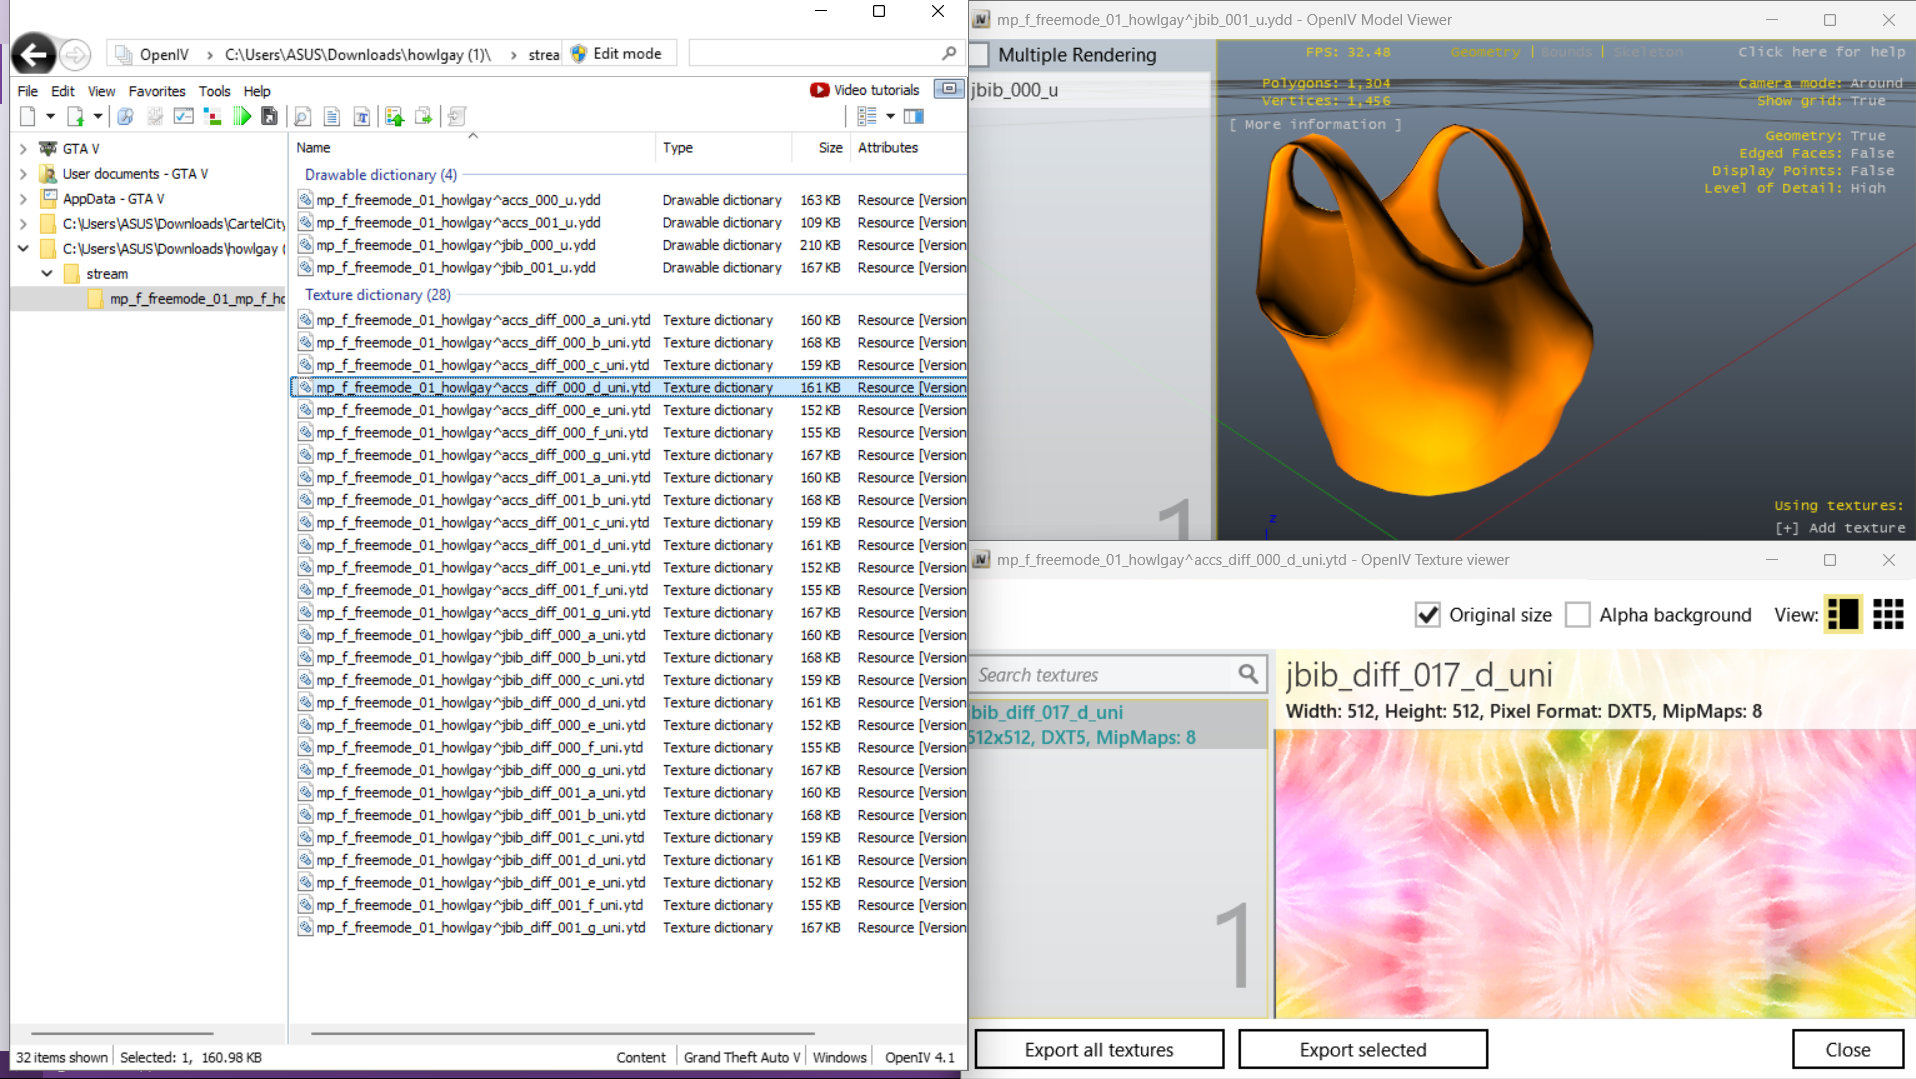 OpenIV > C:\Users\ASUS\Downloads\howlgay (1)\ > strea
Edit mode
File Edit View Favorites Tools Help
Video tutorials
GTA V
User documents - GTA V
AppData - GTA V
C:\Users\ASUS\Downloads\CartelCity
C:\Users\ASUS\Downloads\howlgay (
stream
mp_f_freemode_01_mp_f_hc
Name Type Size Attributes
Drawable dictionary (4)
mp_f_freemode_01_howlgay^accs_000_u.ydd Drawable dictionary 163 KB Resource [Version
mp_f_freemode_01_howlgay^accs_001_u.ydd Drawable dictionary 109 KB Resource [Version
mp_f_freemode_01_howlgay^jbib_000_u.ydd Drawable dictionary 210 KB Resource [Version
mp_f_freemode_01_howlgay^jbib_001_u.ydd Drawable dictionary 167 KB Resource [Version
Texture dictionary (28)
mp_f_freemode_01_howlgay^accs_diff_000_a_uni.ytd Texture dictionary 160 KB Resource [Version
mp_f_freemode_01_howlgay^accs_diff_000_b_uni.ytd Texture dictionary 168 KB Resource [Version
mp_f_freemode_01_howlgay^accs_diff_000_c_uni.ytd Texture dictionary 159 KB Resource [Version
mp_f_freemode_01_howlgay^accs_diff_000_d_uni.ytd Texture dictionary 161 KB Resource [Version
mp_f_freemode_01_howlgay^accs_diff_000_e_uni.ytd Texture dictionary 152 KB Resource [Version
mp_f_freemode_01_howlgay^accs_diff_000_f_uni.ytd Texture dictionary 155 KB Resource [Version
mp_f_freemode_01_howlgay^accs_diff_000_g_uni.ytd Texture dictionary 167 KB Resource [Version
mp_f_freemode_01_howlgay^accs_diff_001_a_uni.ytd Texture dictionary 160 KB Resource [Version
mp_f_freemode_01_howlgay^accs_diff_001_b_uni.ytd Texture dictionary 168 KB Resource [Version
mp_f_freemode_01_howlgay^accs_diff_001_c_uni.ytd Texture dictionary 159 KB Resource [Version
mp_f_freemode_01_howlgay^accs_diff_001_d_uni.ytd Texture dictionary 161 KB Resource [Version
mp_f_freemode_01_howlgay^accs_diff_001_e_uni.ytd Texture dictionary 152 KB Resource [Version
mp_f_freemode_01_howlgay^accs_diff_001_f_uni.ytd Texture dictionary 155 KB Resource [Version
mp_f_freemode_01_howlgay^accs_diff_001_g_uni.ytd Texture dictionary 167 KB Resource [Version
mp_f_freemode_01_howlgay^jbib_diff_000_a_uni.ytd Texture dictionary 160 KB Resource [Version
mp_f_freemode_01_howlgay^jbib_diff_000_b_uni.ytd Texture dictionary 168 KB Resource [Version
mp_f_freemode_01_howlgay^jbib_diff_000_c_uni.ytd Texture dictionary 159 KB Resource [Version
mp_f_freemode_01_howlgay^jbib_diff_000_d_uni.ytd Texture dictionary 161 KB Resource [Version
mp_f_freemode_01_howlgay^jbib_diff_000_e_uni.ytd Texture dictionary 152 KB Resource [Version
mp_f_freemode_01_howlgay^jbib_diff_000_f_uni.ytd Texture dictionary 155 KB Resource [Version
mp_f_freemode_01_howlgay^jbib_diff_000_g_uni.ytd Texture dictionary 167 KB Resource [Version
mp_f_freemode_01_howlgay^jbib_diff_001_a_uni.ytd Texture dictionary 160 KB Resource [Version
mp_f_freemode_01_howlgay^jbib_diff_001_b_uni.ytd Texture dictionary 168 KB Resource [Version
mp_f_freemode_01_howlgay^jbib_diff_001_c_uni.ytd Texture dictionary 159 KB Resource [Version
mp_f_freemode_01_howlgay^jbib_diff_001_d_uni.ytd Texture dictionary 161 KB Resource [Version
mp_f_freemode_01_howlgay^jbib_diff_001_e_uni.ytd Texture dictionary 152 KB Resource [Version
mp_f_freemode_01_howlgay^jbib_diff_001_f_uni.ytd Texture dictionary 155 KB Resource [Version
mp_f_freemode_01_howlgay^jbib_diff_001_g_uni.ytd Texture dictionary 167 KB Resource [Version
32 items shown Selected: 1, 160.98 KB Content Grand Theft Auto V Windows OpenIV 4.1
mp_f_freemode_01_howlgay^jbib_001_u.ydd - OpenIV Model Viewer
Multiple Rendering
jbib_000_u
1
FPS: 32.48 Geometry | Bounds | Skeleton Click here for help
Polygons: 1,304
Vertices: 1,456
[ More information ]
Camera mode: Around
Show grid: True
Geometry: True
Edged Faces: False
Display Points: False
Level of Detail: High
z
Using textures:
[+] Add texture
mp_f_freemode_01_howlgay^accs_diff_000_d_uni.ytd - OpenIV Texture viewer
Original size Alpha background View:
Search textures
jbib_diff_017_d_uni
512x512, DXT5, MipMaps: 8
1
jbib_diff_017_d_uni
Width: 512, Height: 512, Pixel Format: DXT5, MipMaps: 8
Export all textures Export selected Close